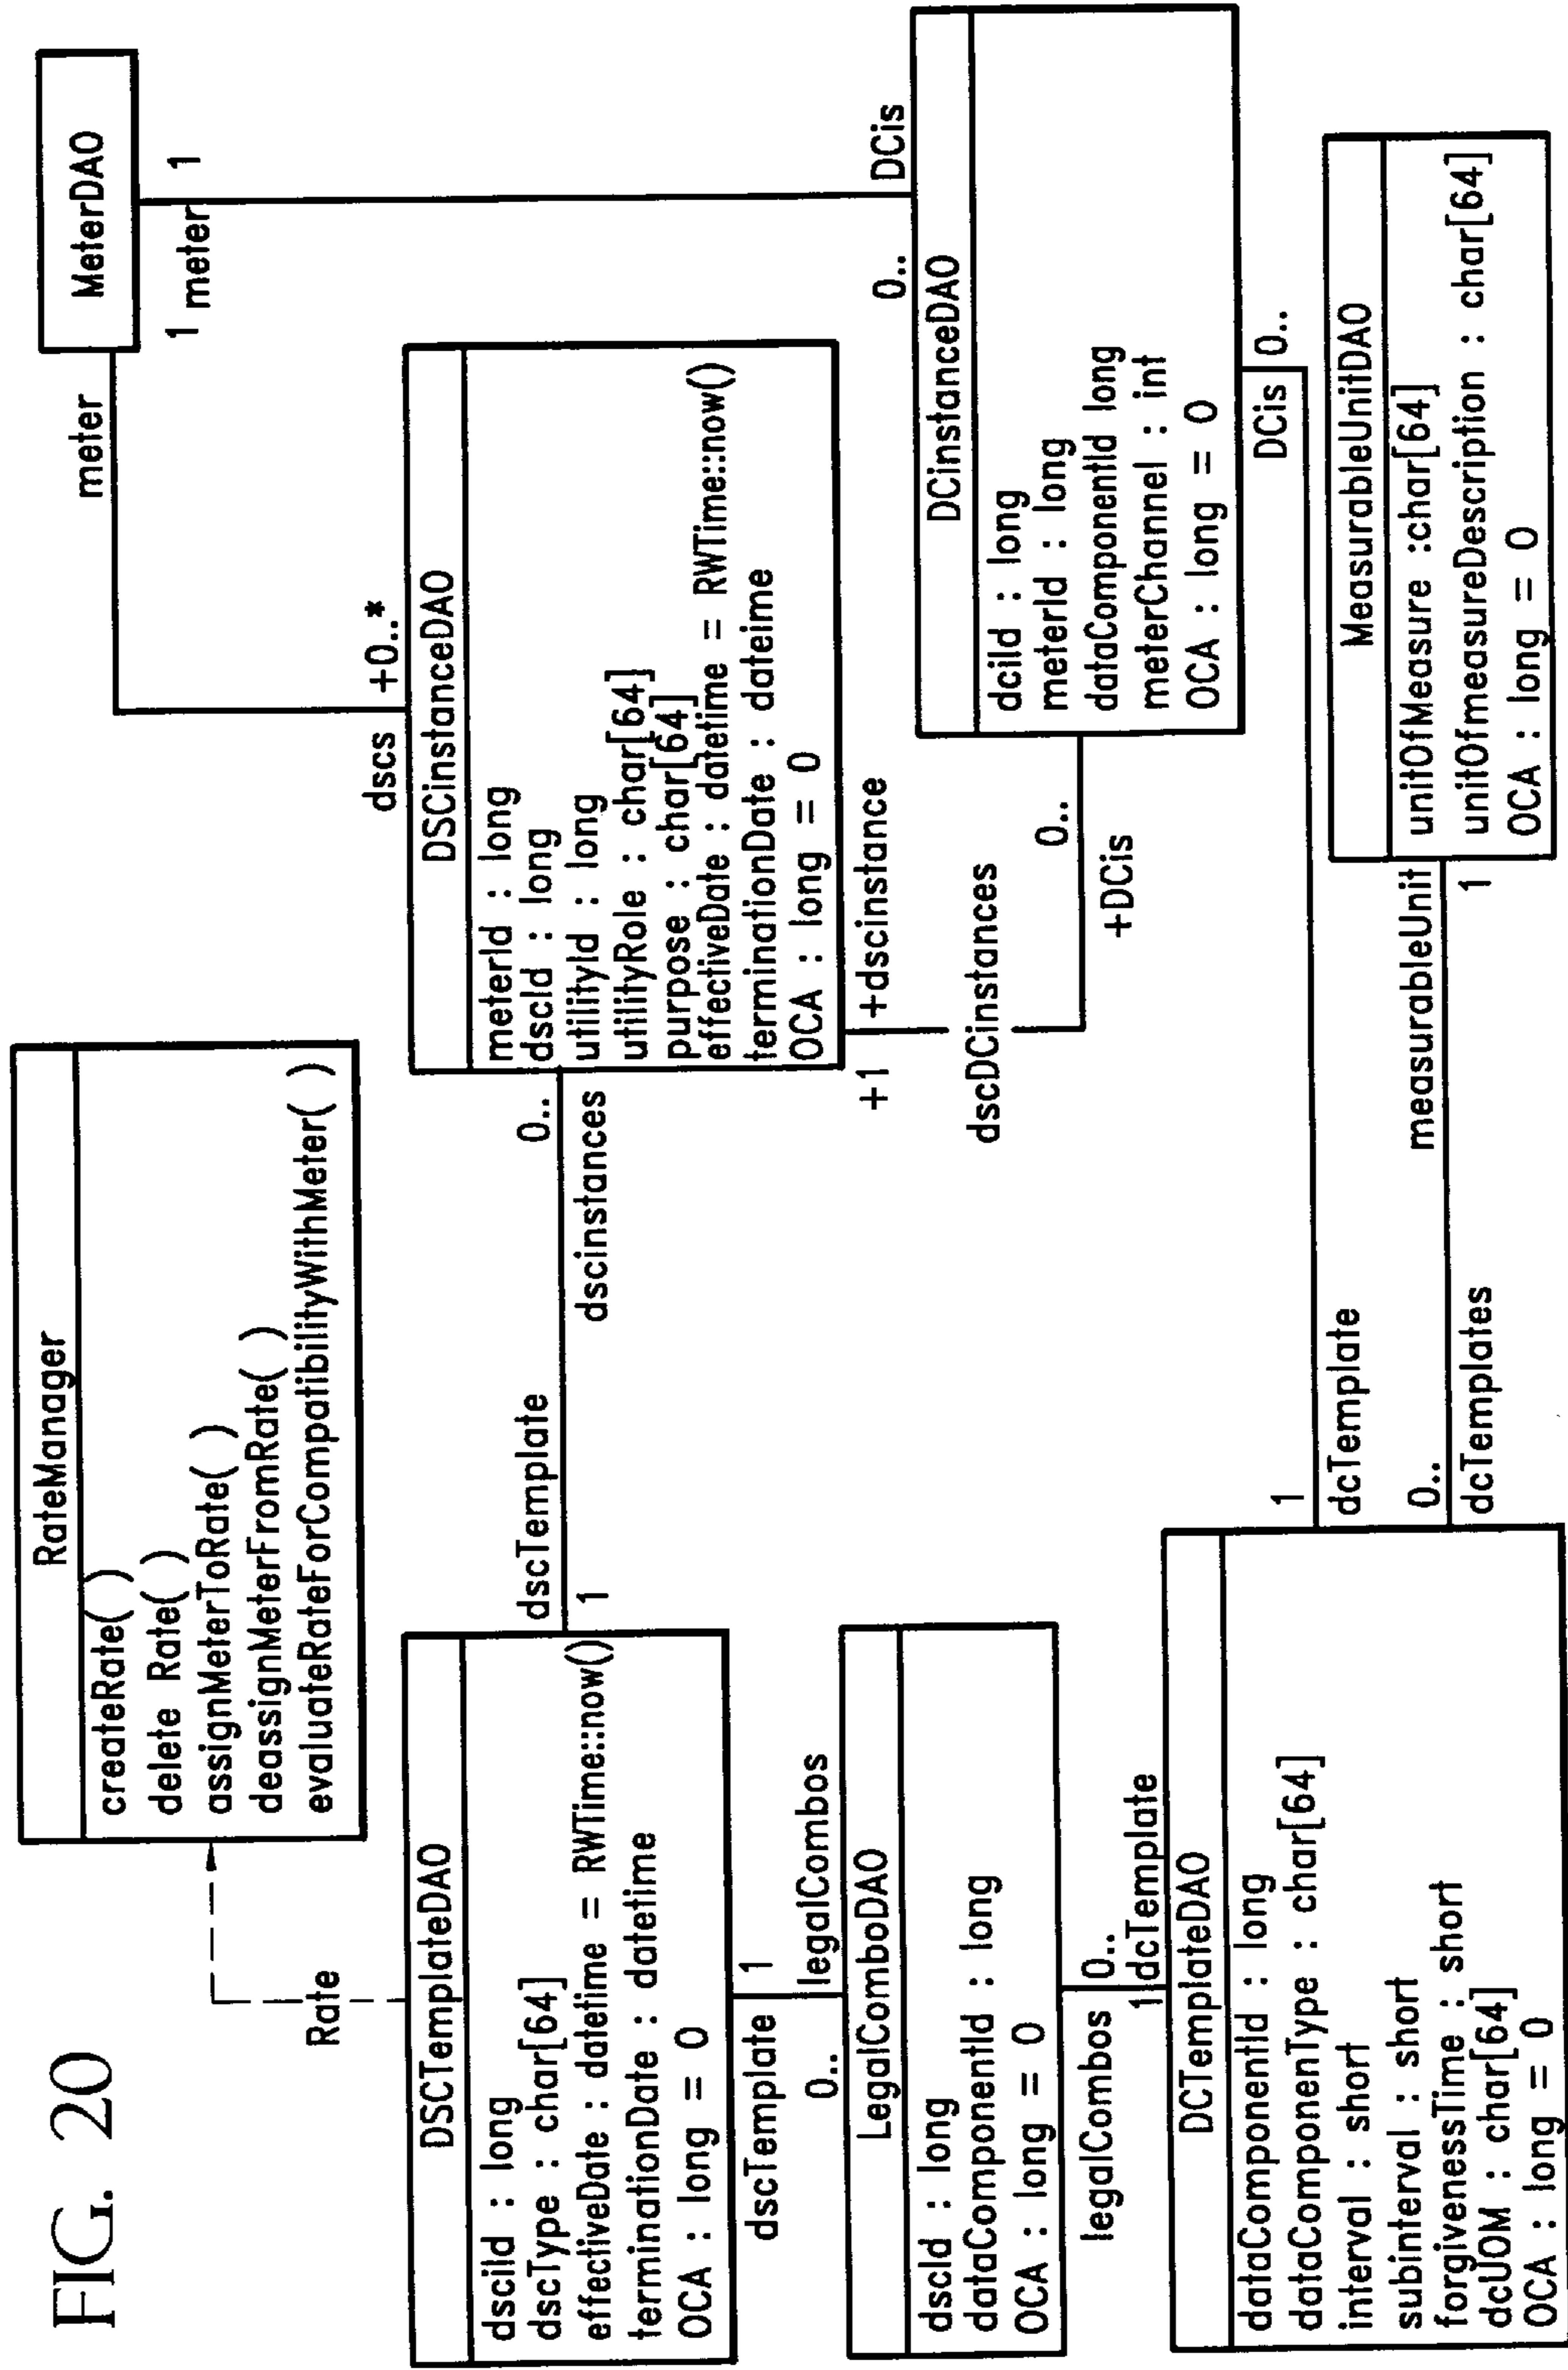 FIG. 20
RateManager
createRate( )
delete Rate( )
assignMeterToRate( )
deassignMeterFromRate( )
evaluateRateForCompatibilityWithMeter( )
MeterDAO
Rate
meter
1 meter
1
dscs
+0..*
DSCTemplateDAO
dsciId : long
dscType : char[64]
effectiveDate : datetime = RWTime::now()
terminationDate : datetime
OCA : long = 0
dscTemplate
1
0..
dscinstances
DSCinstanceDAO
meterId : long
dscId : long
utilityId : long
utilityRole : char[64]
purpose : char[64]
effectiveDate : datetime = RWTime::now()
terminationDate : dateime
OCA : long = 0
dscTemplate
1
0..
legalCombos
+1
+dscinstance
dscDCinstances
0..
+DCis
0..
DCis
LegalComboDAO
dscId : long
dataComponentId : long
OCA : long = 0
DCinstanceDAO
dciId : long
meterId : long
dataComponentId long
meterChannel : int
OCA : long = 0
legalCombos
0..
1
dcTemplate
DCis
0..
DCTemplateDAO
dataComponentId : long
dataComponentType : char[64]
interval : short
subinterval : short
forgivenessTime : short
dcUOM : char[64]
OCA : long = 0
1
dcTemplate
0..
dcTemplates
measurableUnit
1
MeasurableUnitDAO
unitOfMeasure :char[64]
unitOfmeasureDescription : char[64]
OCA : long = 0